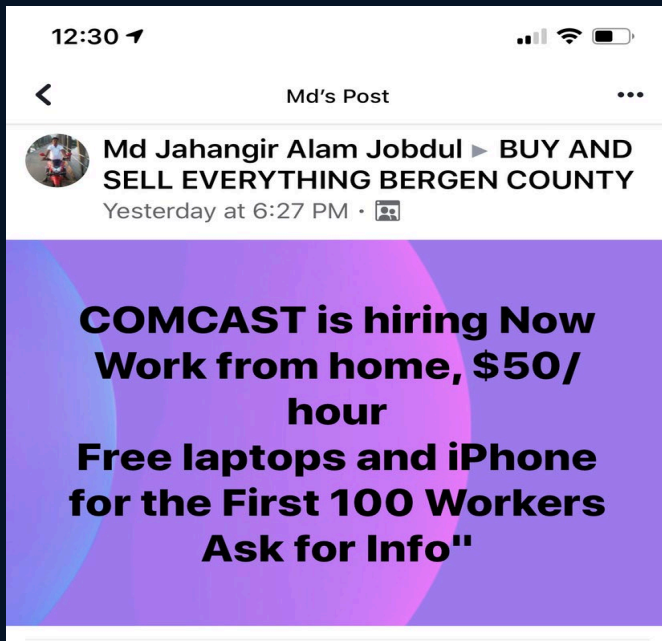 12:30
Md's Post
Md Jahangir Alam Jobdul ▸ BUY AND
SELL EVERYTHING BERGEN COUNTY
Yesterday at 6:27 PM ·
COMCAST is hiring Now
Work from home, $50/
hour
Free laptops and iPhone
for the First 100 Workers
Ask for Info"